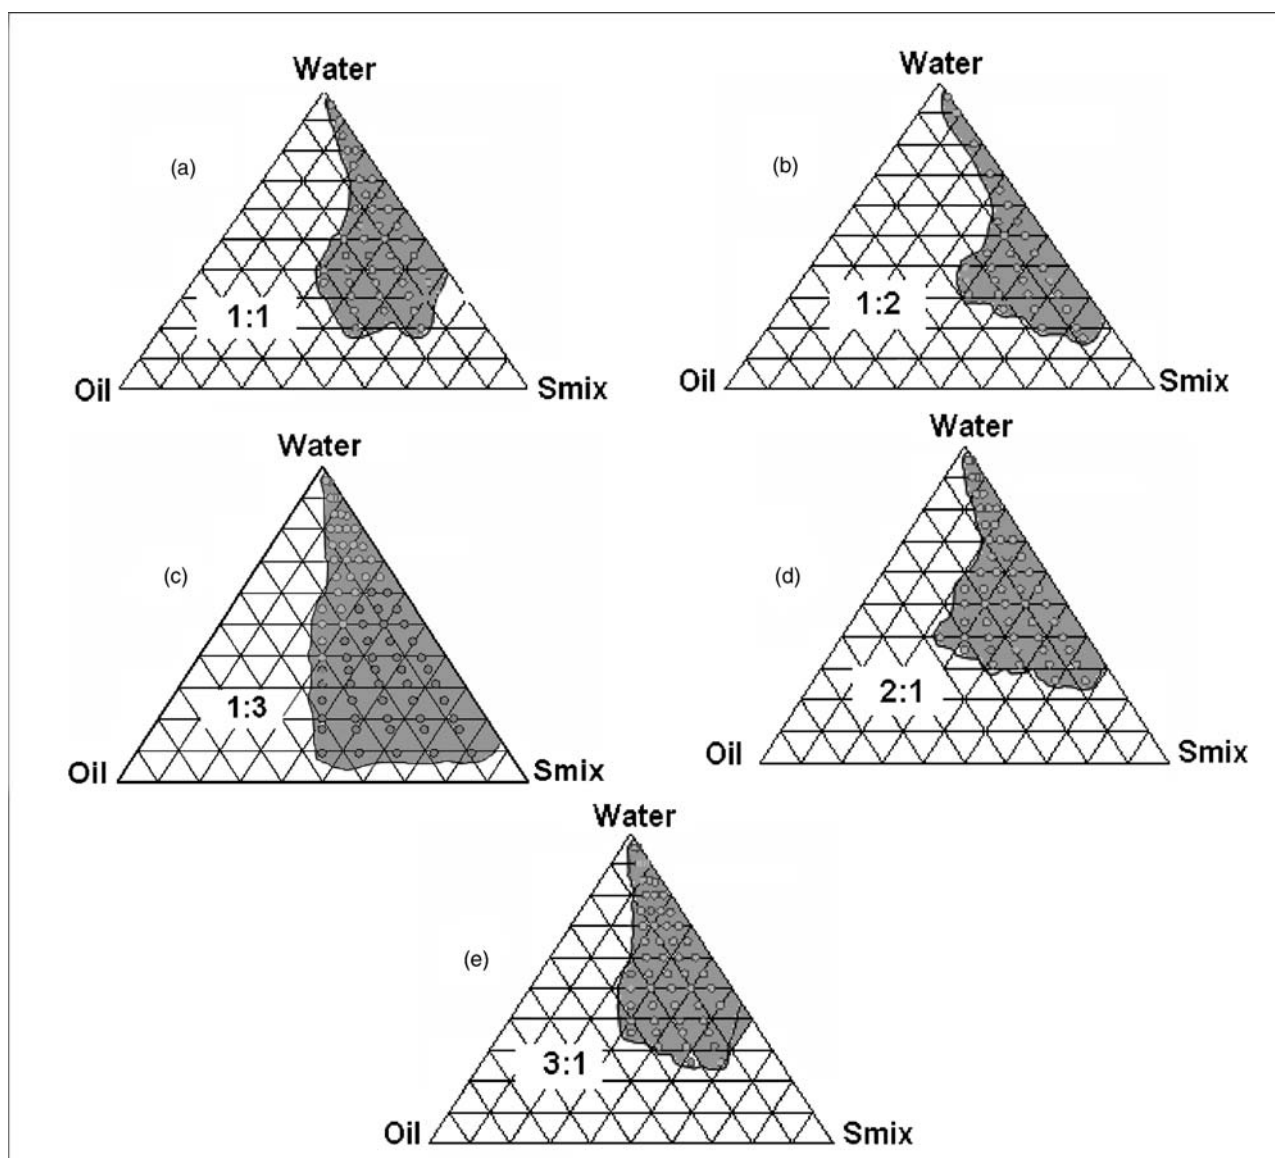 Water
(a)
1:1
Oil Smix
Water
(b)
1:2
Oil Smix
Water
(c)
1:3
Oil Smix
Water
(d)
2:1
Oil Smix
Water
(e)
3:1
Oil Smix